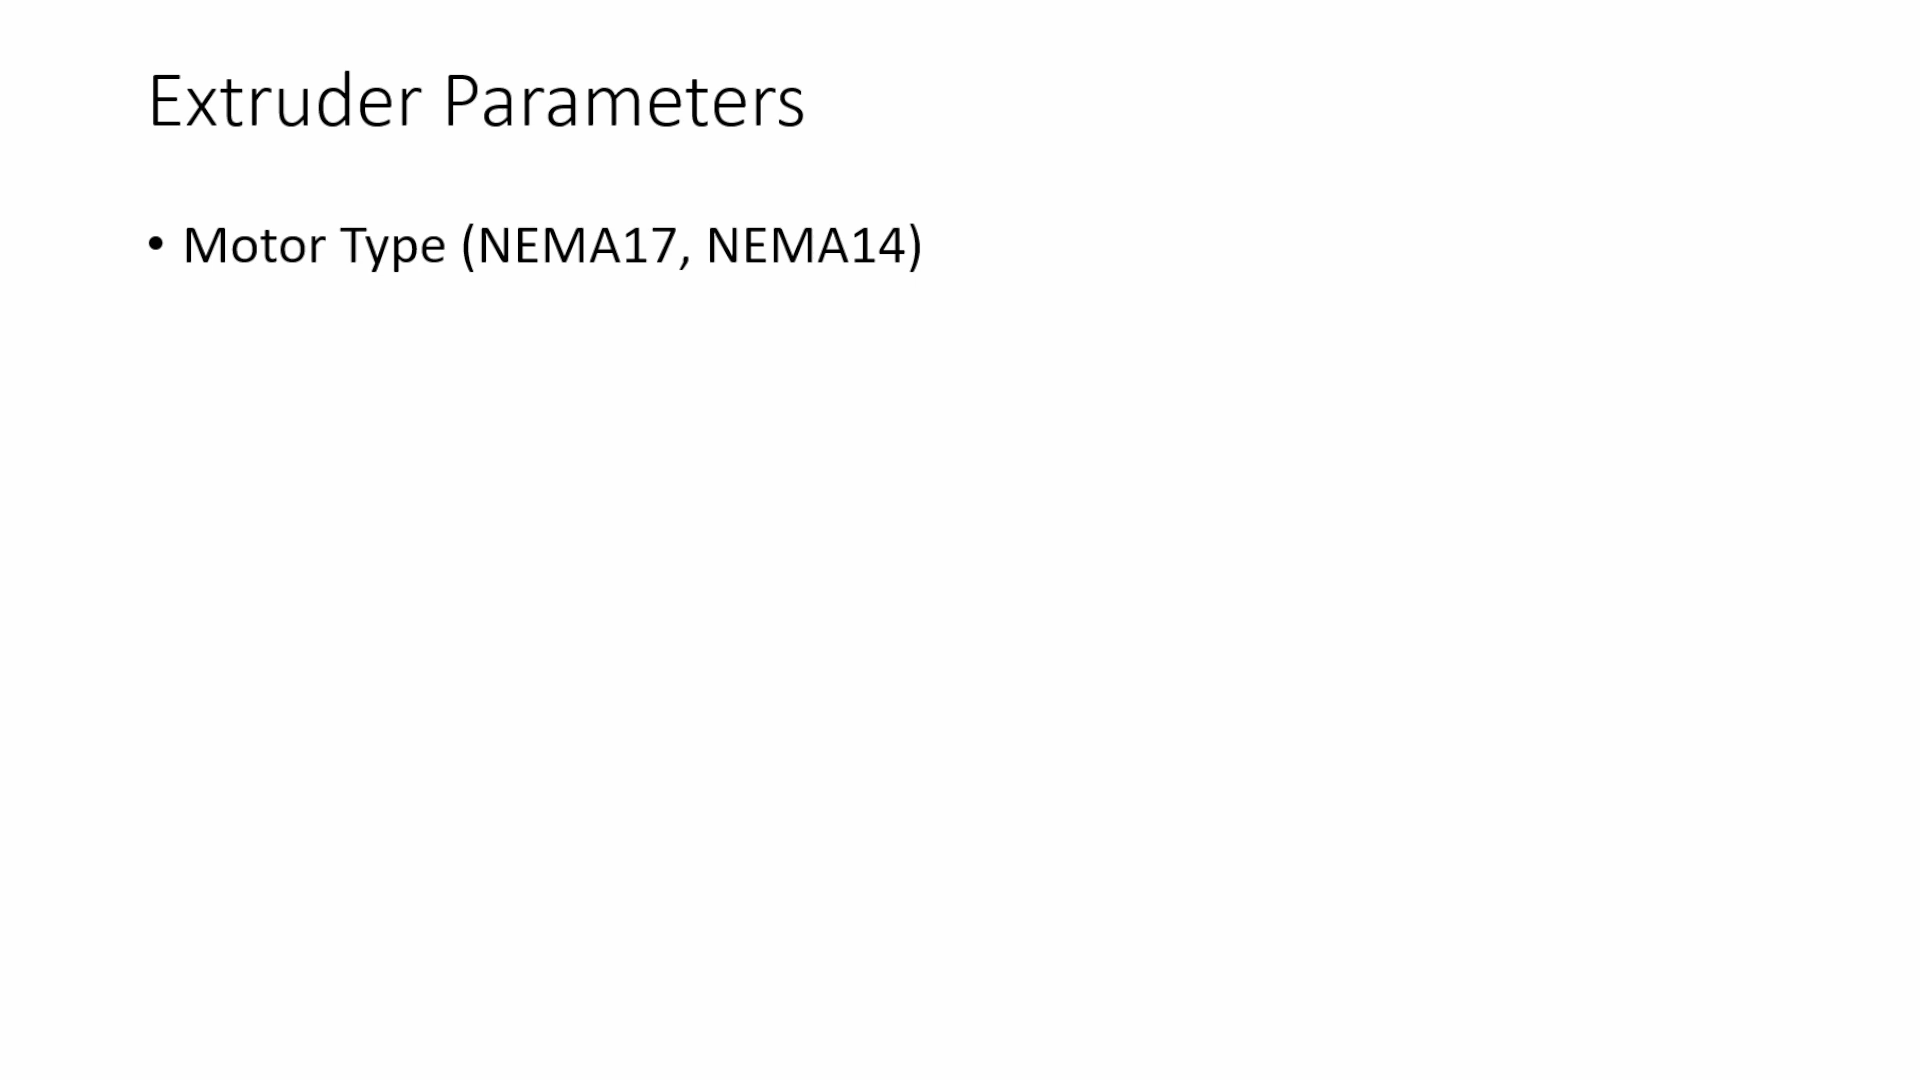 Extruder Parameters
• Motor Type (NEMA17, NEMA14)